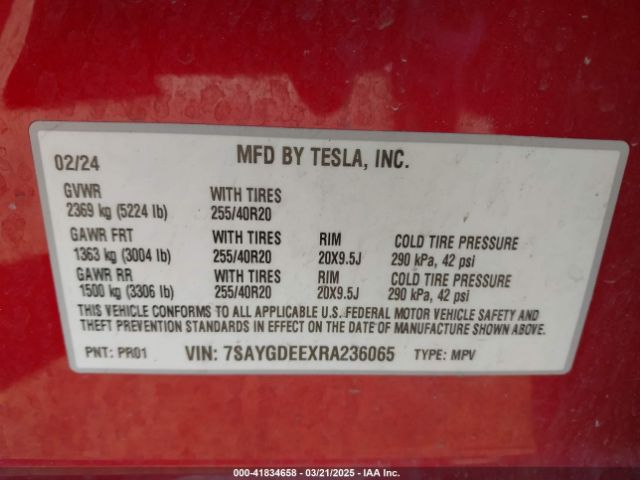 02/24 MFD BY TESLA, INC.
GVWR WITH TIRES
2369 kg (5224 lb) 255/40R20
GAWR FRT WITH TIRES RIM COLD TIRE PRESSURE
1363 kg (3004 lb) 255/40R20 20X9.5J 290 kPa, 42 psi
GAWR RR WITH TIRES RIM COLD TIRE PRESSURE
1500 kg (3306 lb) 255/40R20 20X9.5J 290 kPa, 42 psi
THIS VEHICLE CONFORMS TO ALL APPLICABLE U.S. FEDERAL MOTOR VEHICLE SAFETY AND
THEFT PREVENTION STANDARDS IN EFFECT ON THE DATE OF MANUFACTURE SHOWN ABOVE.
PNT: PR01 VIN: 7SAYGDEEXRA236065 TYPE: MPV
000-41834658 - 03/21/2025 - IAA Inc.